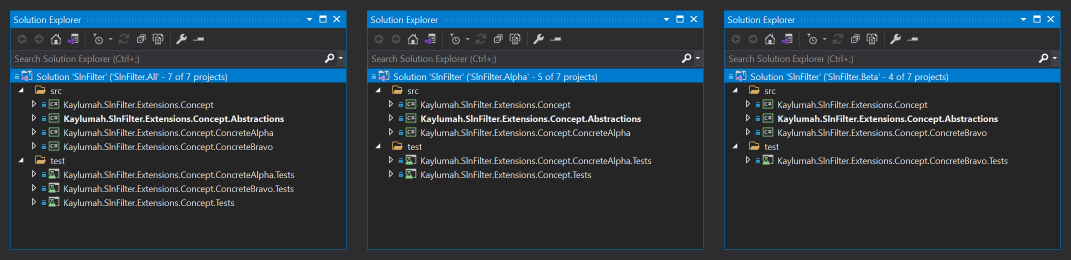 Solution Explorer
Search Solution Explorer (Ctrl+;)
Solution 'SlnFilter' ('SlnFilter.All' - 7 of 7 projects)
src
Kaylumah.SlnFilter.Extensions.Concept
Kaylumah.SlnFilter.Extensions.Concept.Abstractions
Kaylumah.SlnFilter.Extensions.Concept.ConcreteAlpha
Kaylumah.SlnFilter.Extensions.Concept.ConcreteBravo
test
Kaylumah.SlnFilter.Extensions.Concept.ConcreteAlpha.Tests
Kaylumah.SlnFilter.Extensions.Concept.ConcreteBravo.Tests
Kaylumah.SlnFilter.Extensions.Concept.Tests
Solution Explorer
Search Solution Explorer (Ctrl+;)
Solution 'SlnFilter' ('SlnFilter.Alpha' - 5 of 7 projects)
src
Kaylumah.SlnFilter.Extensions.Concept
Kaylumah.SlnFilter.Extensions.Concept.Abstractions
Kaylumah.SlnFilter.Extensions.Concept.ConcreteAlpha
test
Kaylumah.SlnFilter.Extensions.Concept.ConcreteAlpha.Tests
Kaylumah.SlnFilter.Extensions.Concept.Tests
Solution Explorer
Search Solution Explorer (Ctrl+;)
Solution 'SlnFilter' ('SlnFilter.Beta' - 4 of 7 projects)
src
Kaylumah.SlnFilter.Extensions.Concept
Kaylumah.SlnFilter.Extensions.Concept.Abstractions
Kaylumah.SlnFilter.Extensions.Concept.ConcreteBravo
test
Kaylumah.SlnFilter.Extensions.Concept.ConcreteBravo.Tests